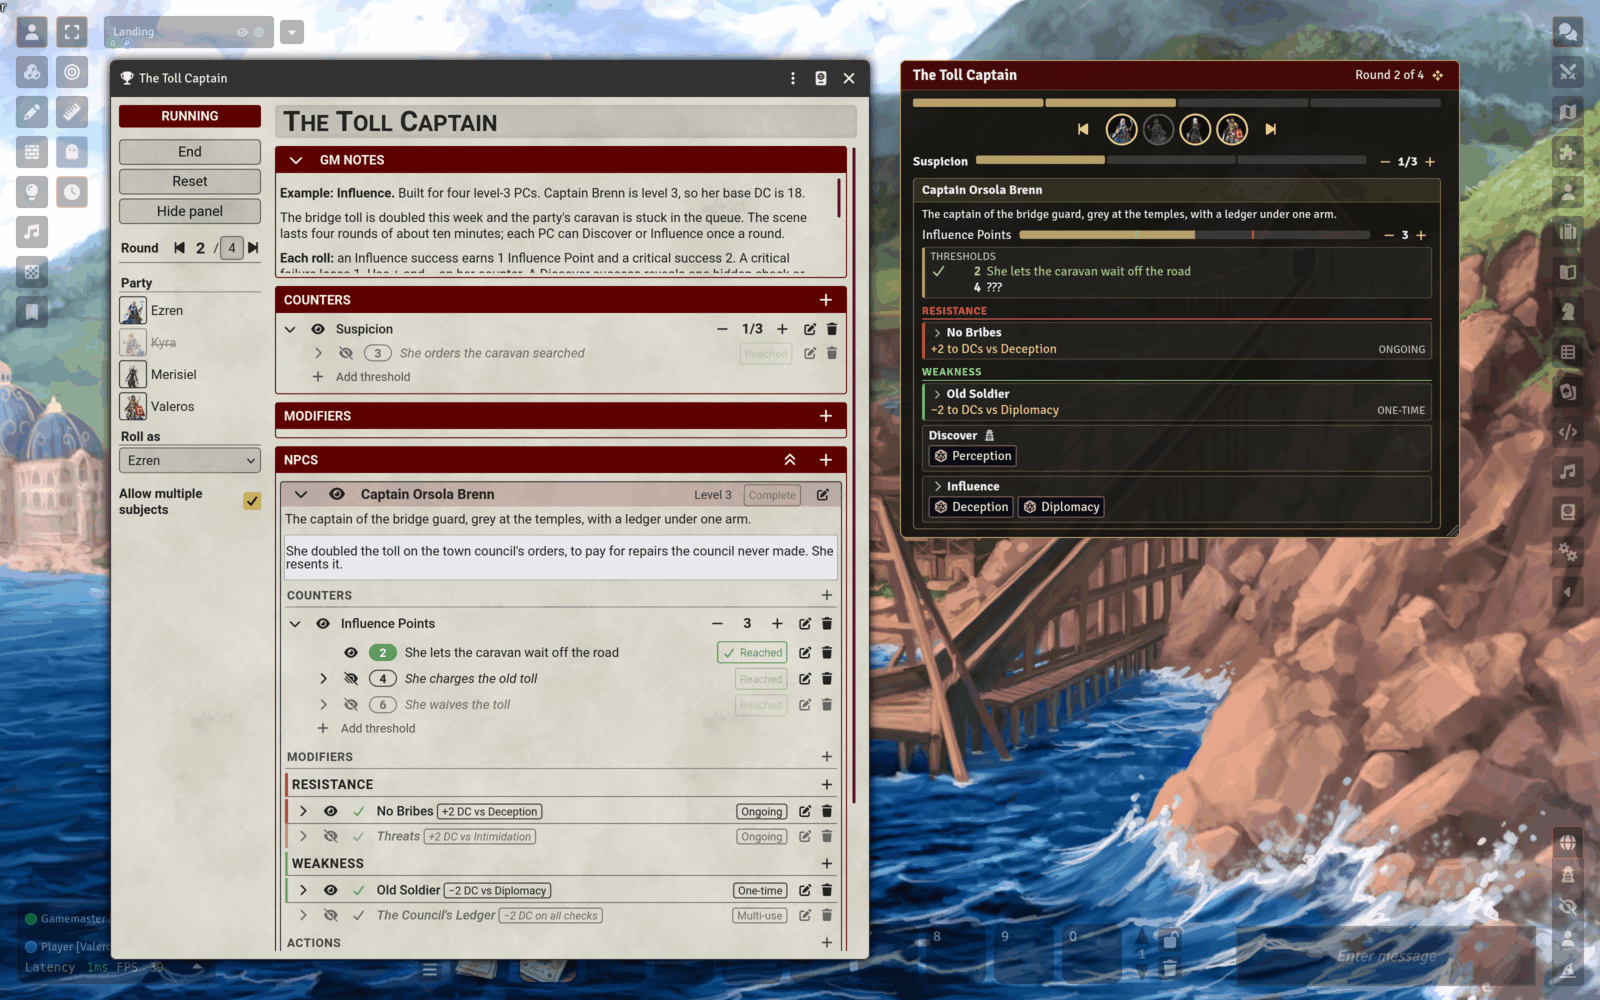 Landing
G P
The Toll Captain
RUNNING
End
Reset
Hide panel
Round 2 / 4
Party
Ezren
Kyra
Merisiel
Valeros
Roll as
Ezren
Allow multiple
subjects
THE TOLL CAPTAIN
GM NOTES
Example: Influence. Built for four level-3 PCs. Captain Brenn is level 3, so her base DC is 18.
The bridge toll is doubled this week and the party's caravan is stuck in the queue. The scene
lasts four rounds of about ten minutes; each PC can Discover or Influence once a round.
Each roll: an Influence success earns 1 Influence Point and a critical success 2. A critical
COUNTERS
Suspicion 1/3
3 She orders the caravan searched Reached
Add threshold
MODIFIERS
NPCS
Captain Orsola Brenn Level 3 Complete
The captain of the bridge guard, grey at the temples, with a ledger under one arm.
She doubled the toll on the town council's orders, to pay for repairs the council never made. She
resents it.
COUNTERS
Influence Points 3
2 She lets the caravan wait off the road Reached
4 She charges the old toll Reached
6 She waives the toll Reached
Add threshold
MODIFIERS
RESISTANCE
No Bribes +2 DC vs Deception Ongoing
Threats +2 DC vs Intimidation Ongoing
WEAKNESS
Old Soldier −2 DC vs Diplomacy One-time
The Council's Ledger −2 DC on all checks Multi-use
ACTIONS
The Toll Captain Round 2 of 4
Suspicion 1/3
Captain Orsola Brenn
The captain of the bridge guard, grey at the temples, with a ledger under one arm.
Influence Points 3
THRESHOLDS
2 She lets the caravan wait off the road
4 ???
RESISTANCE
No Bribes
+2 to DCs vs Deception ONGOING
WEAKNESS
Old Soldier
−2 to DCs vs Diplomacy ONE-TIME
Discover
Perception
Influence
Deception Diplomacy
Gamemaster
Player [Valero
Latency 1ms FPS 39
8 9 0
1
Enter message